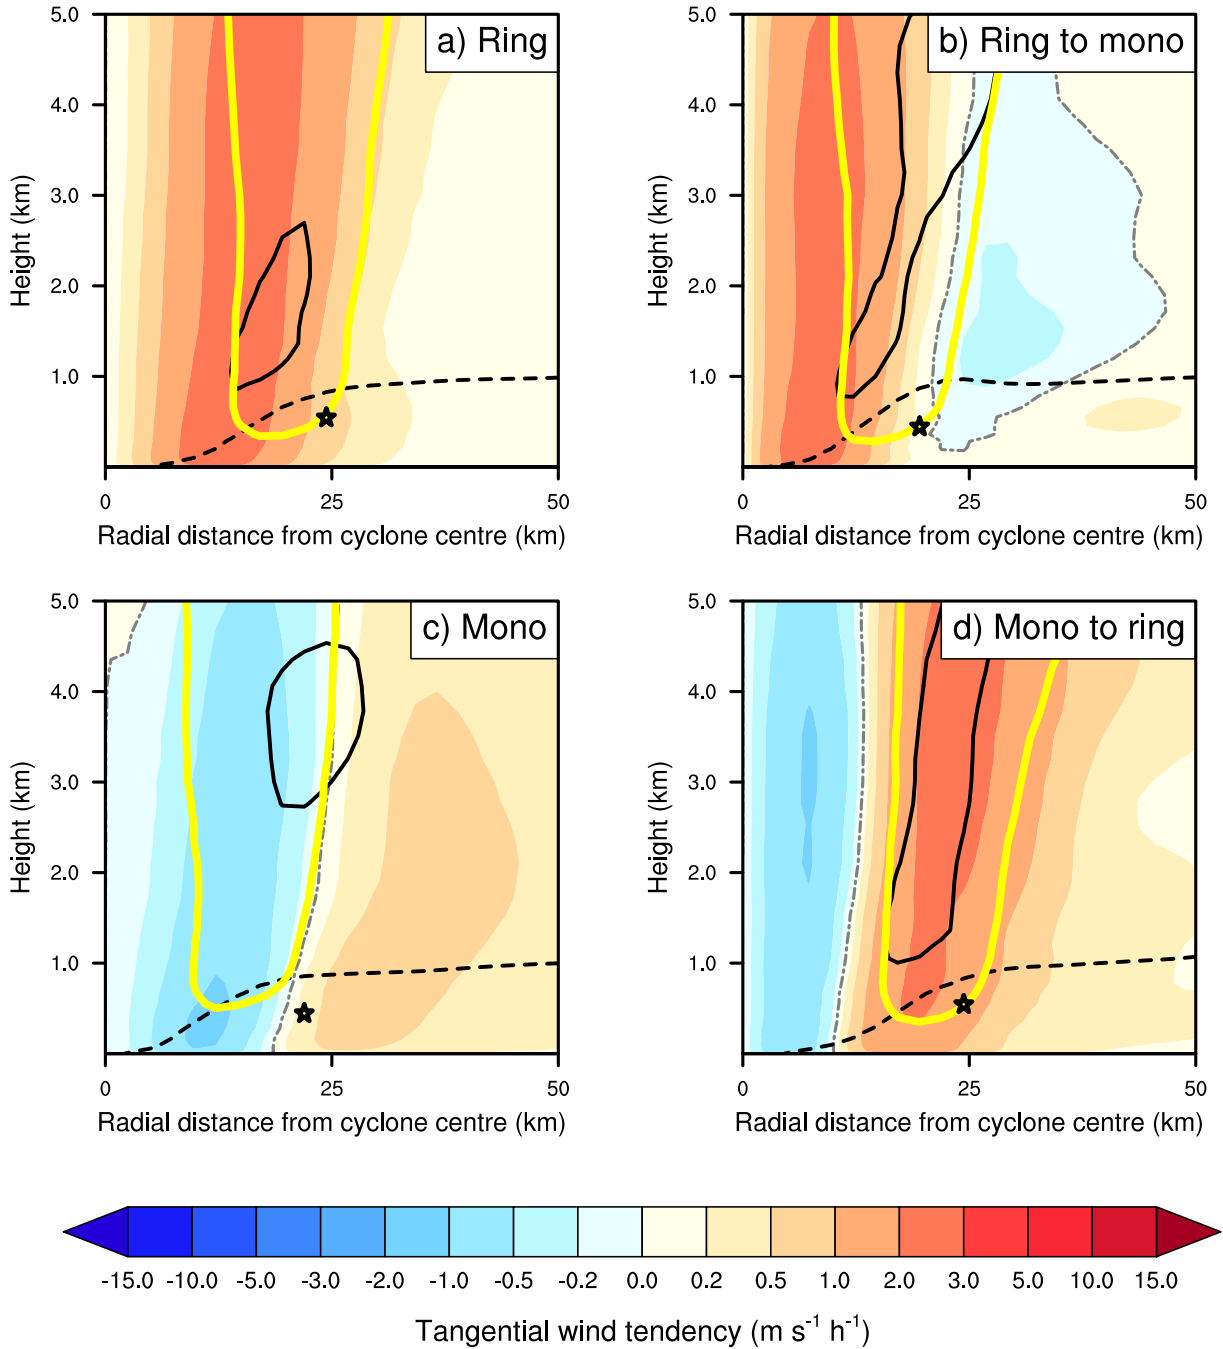 a) Ring
5.0
4.0
3.0
2.0
1.0
Height (km)
0 25 50
Radial distance from cyclone centre (km)
b) Ring to mono
5.0
4.0
3.0
2.0
1.0
Height (km)
0 25 50
Radial distance from cyclone centre (km)
c) Mono
5.0
4.0
3.0
2.0
1.0
Height (km)
0 25 50
Radial distance from cyclone centre (km)
d) Mono to ring
5.0
4.0
3.0
2.0
1.0
Height (km)
0 25 50
Radial distance from cyclone centre (km)
-15.0 -10.0 -5.0 -3.0 -2.0 -1.0 -0.5 -0.2 0.0 0.2 0.5 1.0 2.0 3.0 5.0 10.0 15.0
Tangential wind tendency (m s⁻¹ h⁻¹)